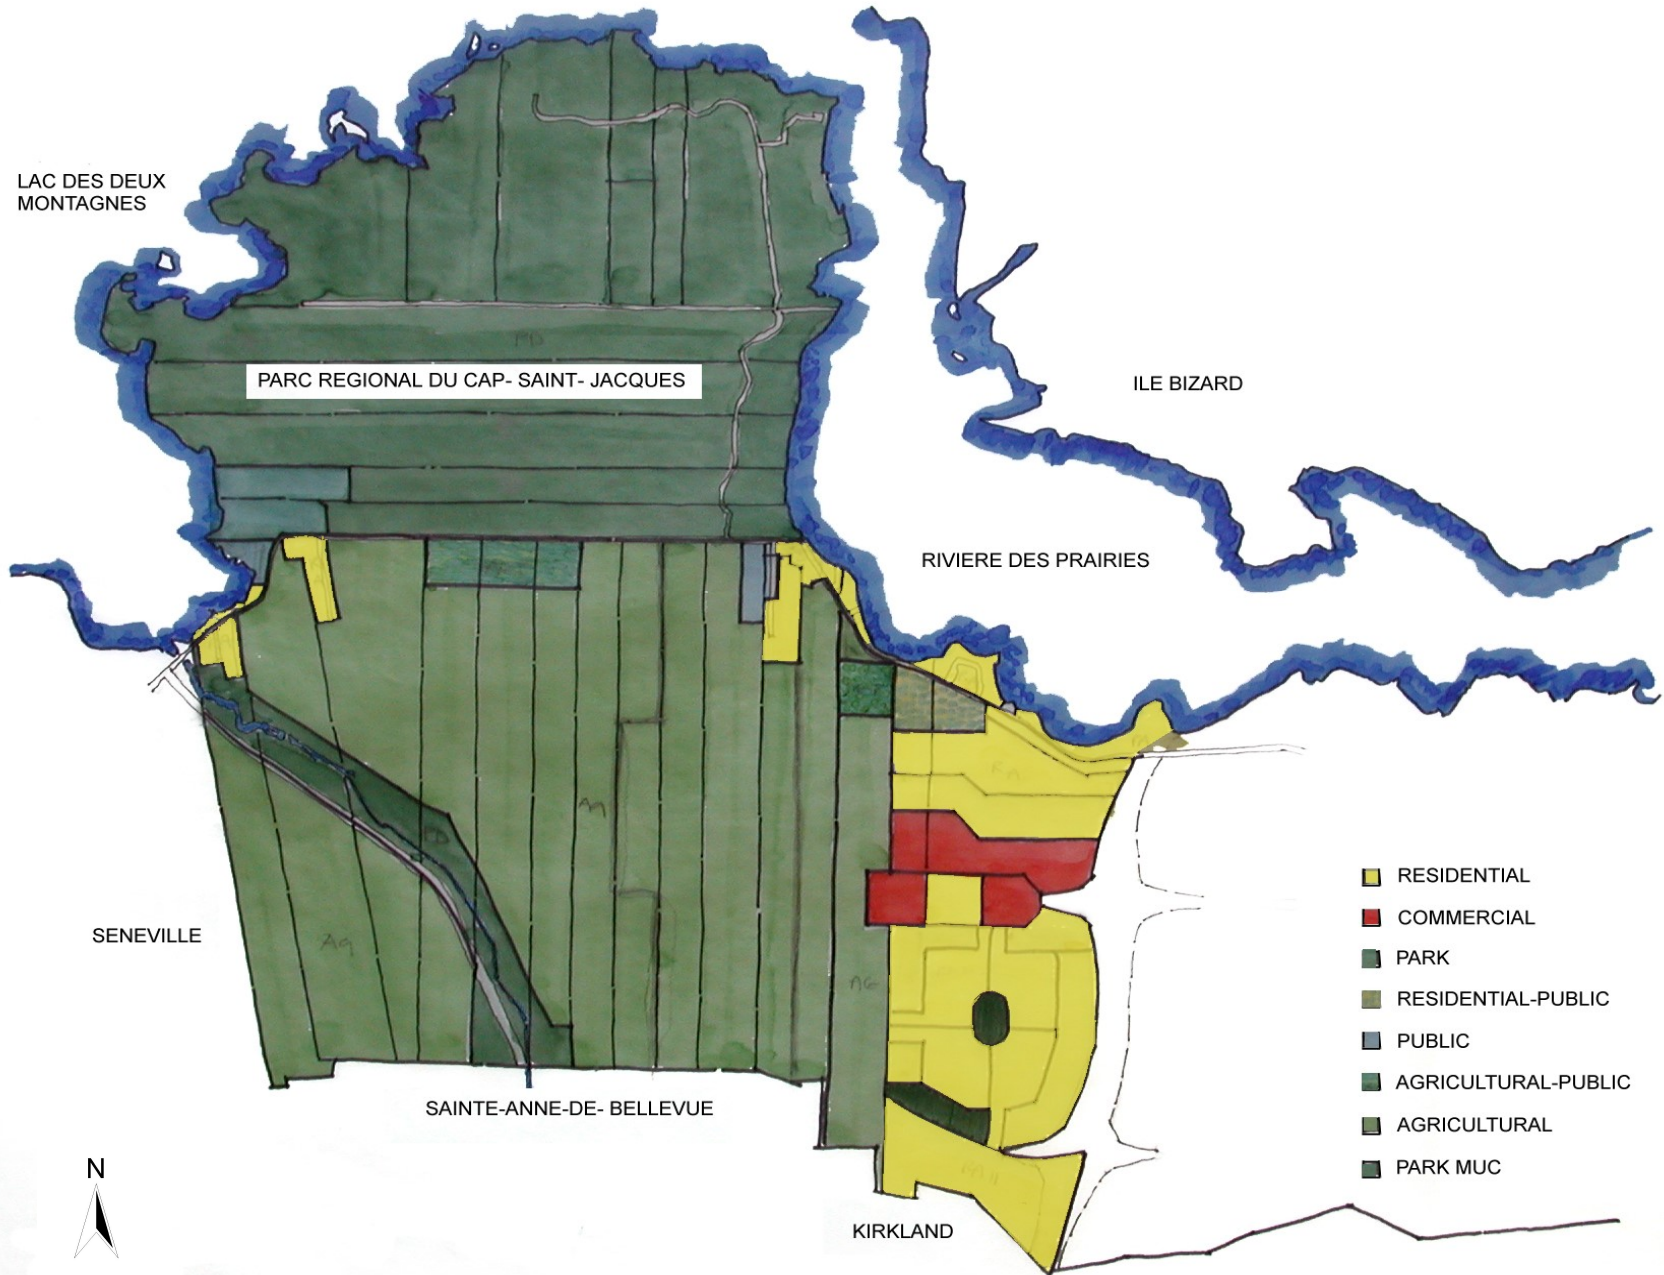 LAC DES DEUX
MONTAGNES
PARC REGIONAL DU CAP- SAINT- JACQUES
ILE BIZARD
RIVIERE DES PRAIRIES
SENEVILLE
SAINTE-ANNE-DE- BELLEVUE
KIRKLAND
N
RESIDENTIAL
COMMERCIAL
PARK
RESIDENTIAL-PUBLIC
PUBLIC
AGRICULTURAL-PUBLIC
AGRICULTURAL
PARK MUC
AG